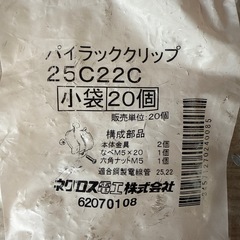 パイラッククリップ
25C22C
小袋 20個
販売単位:20個
構成部品
本体金具 2個
なべM5×20 1個
六角ナットM5 1個
適合鋼製電線管 25,22
ネグロス電工株式会社
62070108